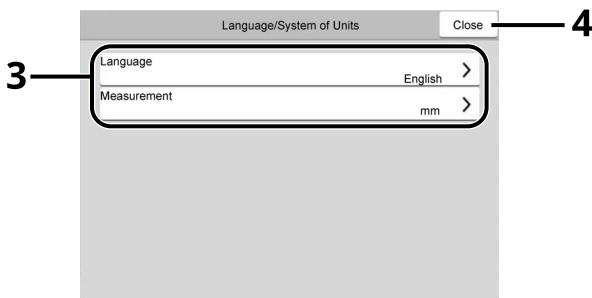 Language/System of Units
Close
4
3
Language
English
Measurement
mm